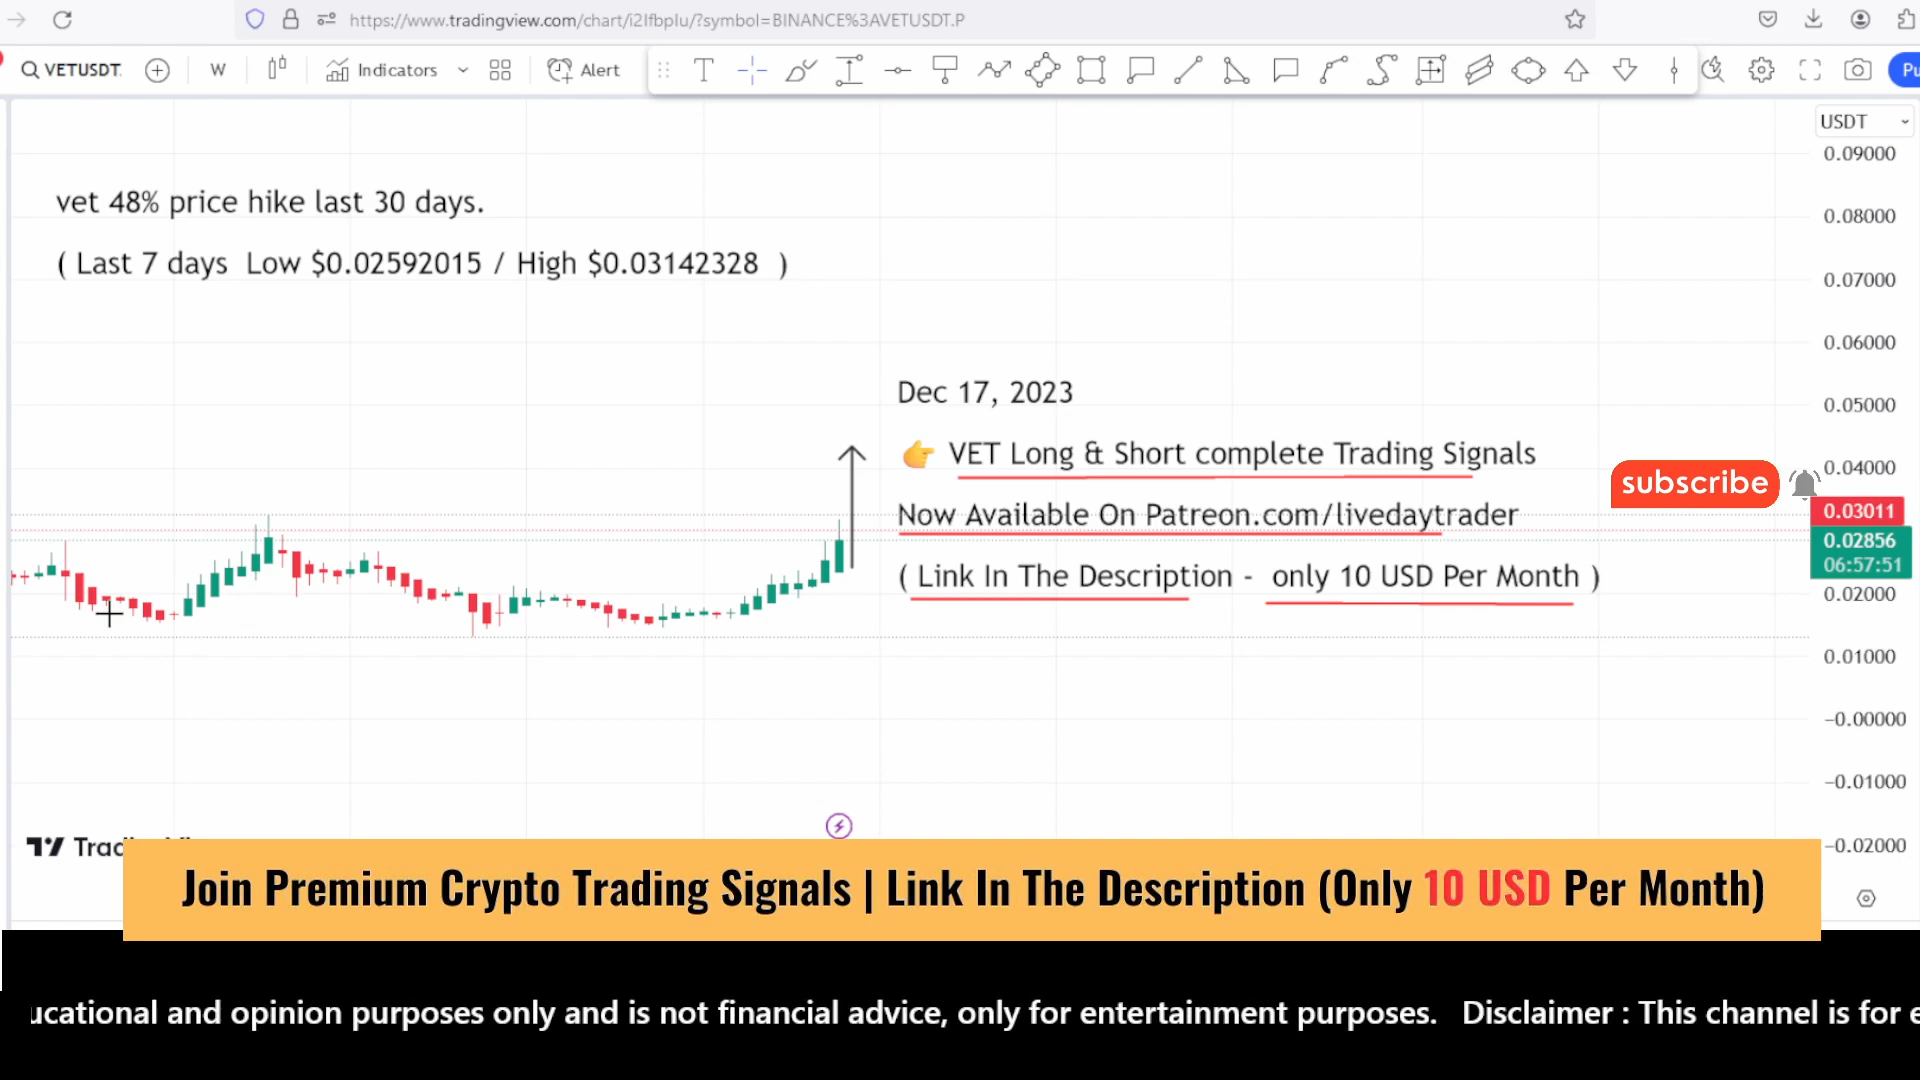 https://www.tradingview.com/chart/i2lfbplu/?symbol=BINANCE%3AVETUSDT.P
VETUSDT.
W
Indicators
Alert
Pu
USDT
vet 48% price hike last 30 days.
( Last 7 days Low $0.02592015 / High $0.03142328 )
Dec 17, 2023
👉 VET Long & Short complete Trading Signals
Now Available On Patreon.com/livedaytrader
( Link In The Description - only 10 USD Per Month )
subscribe
0.09000
0.08000
0.07000
0.06000
0.05000
0.04000
0.03011
0.02856
06:57:51
0.02000
0.01000
−0.00000
−0.01000
−0.02000
Join Premium Crypto Trading Signals | Link In The Description (Only 10 USD Per Month)
ucational and opinion purposes only and is not financial advice, only for entertainment purposes. Disclaimer : This channel is for e